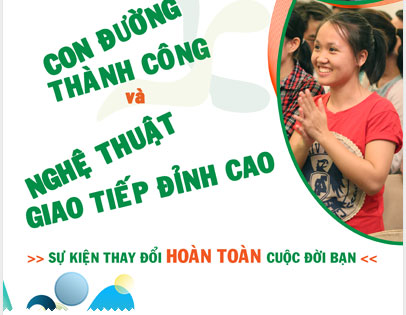 CON ĐƯỜNG
THÀNH CÔNG
và
NGHỆ THUẬT
GIAO TIẾP ĐỈNH CAO
>> SỰ KIỆN THAY ĐỔI HOÀN TOÀN CUỘC ĐỜI BẠN <<